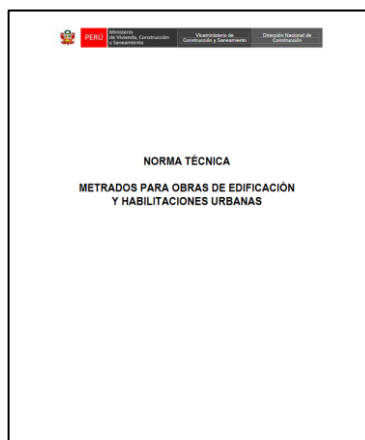 PERÚ
Ministerio
de Vivienda, Construcción
y Saneamiento
Viceministerio de
Construcción y Saneamiento
Dirección Nacional de
Construcción
NORMA TÉCNICA
METRADOS PARA OBRAS DE EDIFICACIÓN
Y HABILITACIONES URBANAS